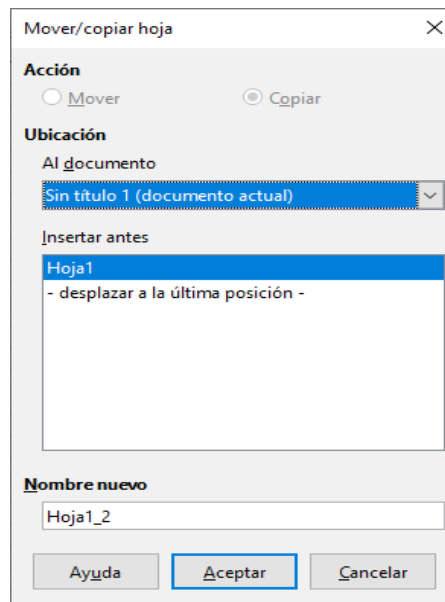 Mover/copiar hoja
Acción
Mover Copiar
Ubicación
Al documento
Sin título 1 (documento actual)
Insertar antes
Hoja1
- desplazar a la última posición -
Nombre nuevo
Hoja1_2
Ayuda Aceptar Cancelar